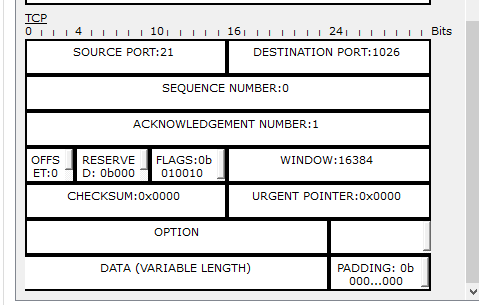 TCP
0 4 10 16 24 Bits
SOURCE PORT:21 DESTINATION PORT:1026
SEQUENCE NUMBER:0
ACKNOWLEDGEMENT NUMBER:1
OFFS RESERVE FLAGS:0b WINDOW:16384
ET:0 D: 0b000 010010
CHECKSUM:0x0000 URGENT POINTER:0x0000
OPTION
DATA (VARIABLE LENGTH) PADDING: 0b
000...000